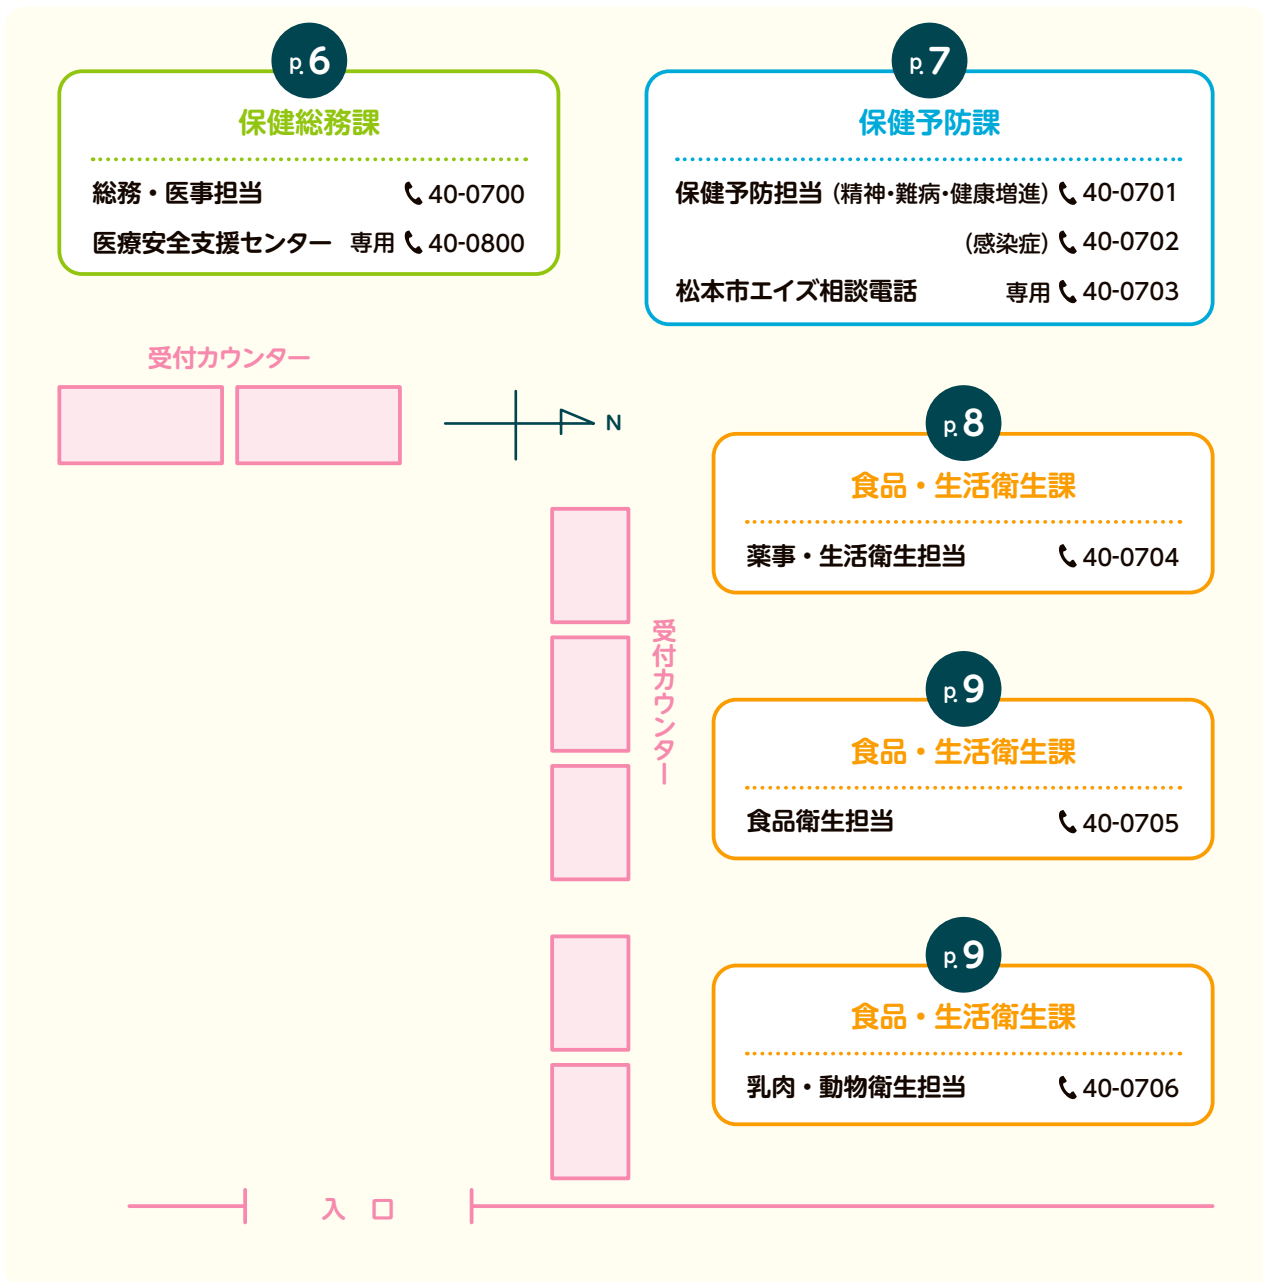 p.6
保健総務課
総務・医事担当 40-0700
医療安全支援センター 専用 40-0800
p.7
保健予防課
保健予防担当（精神・難病・健康増進） 40-0701
（感染症） 40-0702
松本市エイズ相談電話 専用 40-0703
受付カウンター
N
p.8
食品・生活衛生課
薬事・生活衛生担当 40-0704
受付カウンター
p.9
食品・生活衛生課
食品衛生担当 40-0705
p.9
食品・生活衛生課
乳肉・動物衛生担当 40-0706
入口